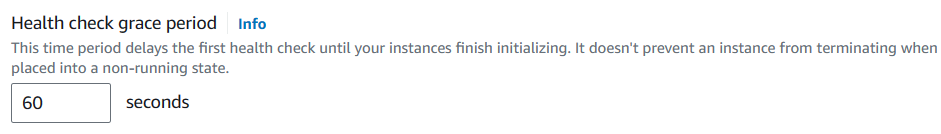 Health check grace period Info
This time period delays the first health check until your instances finish initializing. It doesn't prevent an instance from terminating when
placed into a non-running state.
60 seconds